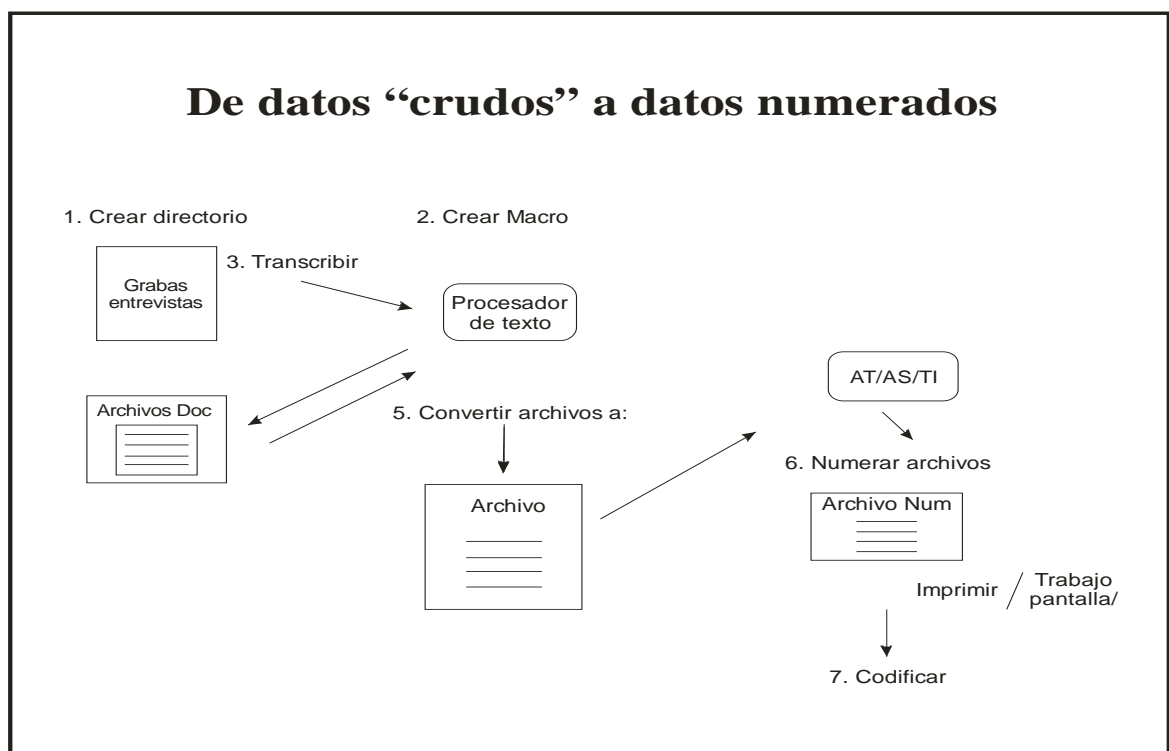 De datos “crudos” a datos numerados
1. Crear directorio
2. Crear Macro
Grabas
entrevistas
3. Transcribir
Procesador
de texto
Archivos Doc
5. Convertir archivos a:
Archivo
AT/AS/TI
6. Numerar archivos
Archivo Num
Imprimir / Trabajo
pantalla/
7. Codificar